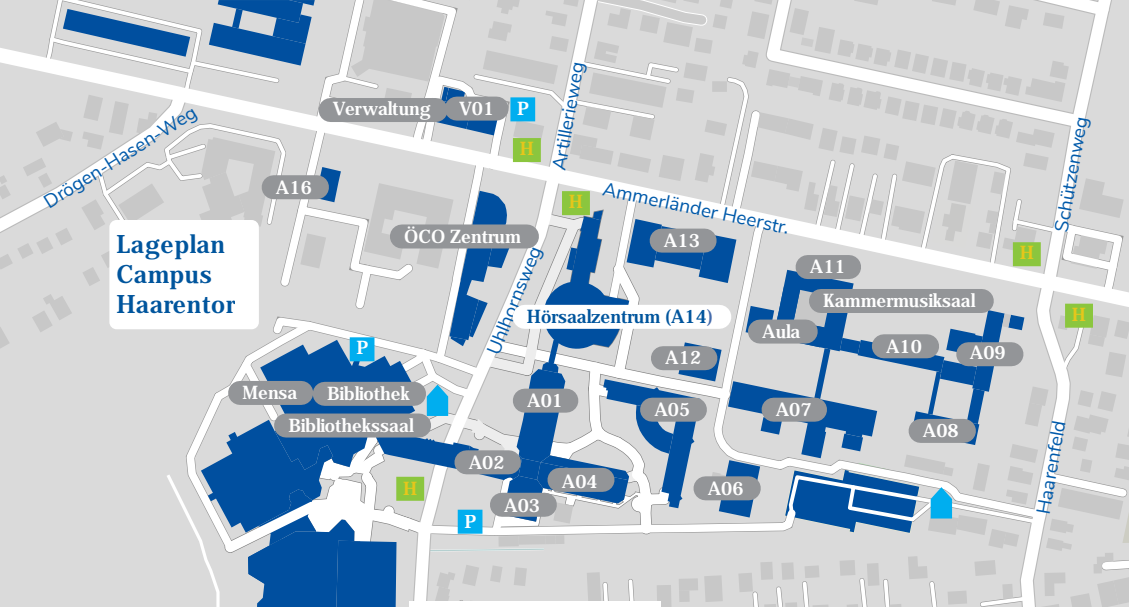 Verwaltung
V01
P
H
Artillerieweg
Drögen-Hasen-Weg
Schützenweg
A16
H
Ammerländer Heerstr.
ÖCO Zentrum
A13
Lageplan
Campus
Haarentor
H
A11
Kammermusiksaal
H
Uhlhornsweg
Hörsaalzentrum (A14)
Aula
P
A12
A10
A09
Mensa
Bibliothek
A01
A05
A07
Bibliothekssaal
A08
A02
A04
A06
H
A03
P
Haarenfeld